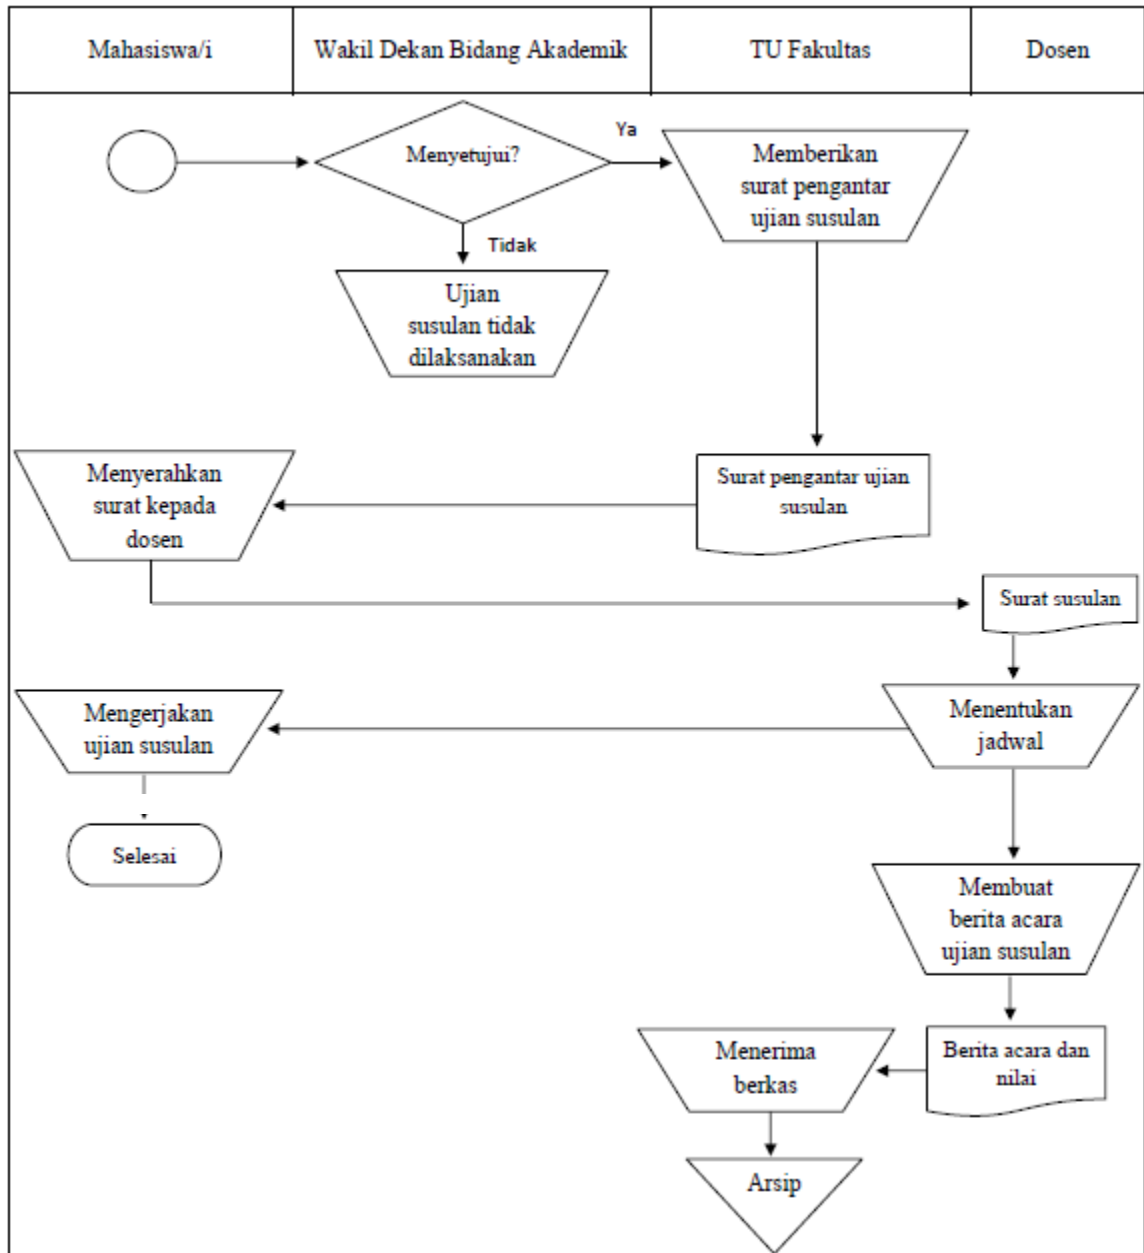 Mahasiswa/i
Wakil Dekan Bidang Akademik
TU Fakultas
Dosen
Menyetujui?
Ya
Memberikan
surat pengantar
ujian susulan
Tidak
Ujian
susulan tidak
dilaksanakan
Menyerahkan
surat kepada
dosen
Surat pengantar ujian
susulan
Surat susulan
Mengerjakan
ujian susulan
Menentukan
jadwal
Selesai
Membuat
berita acara
ujian susulan
Menerima
berkas
Berita acara dan
nilai
Arsip